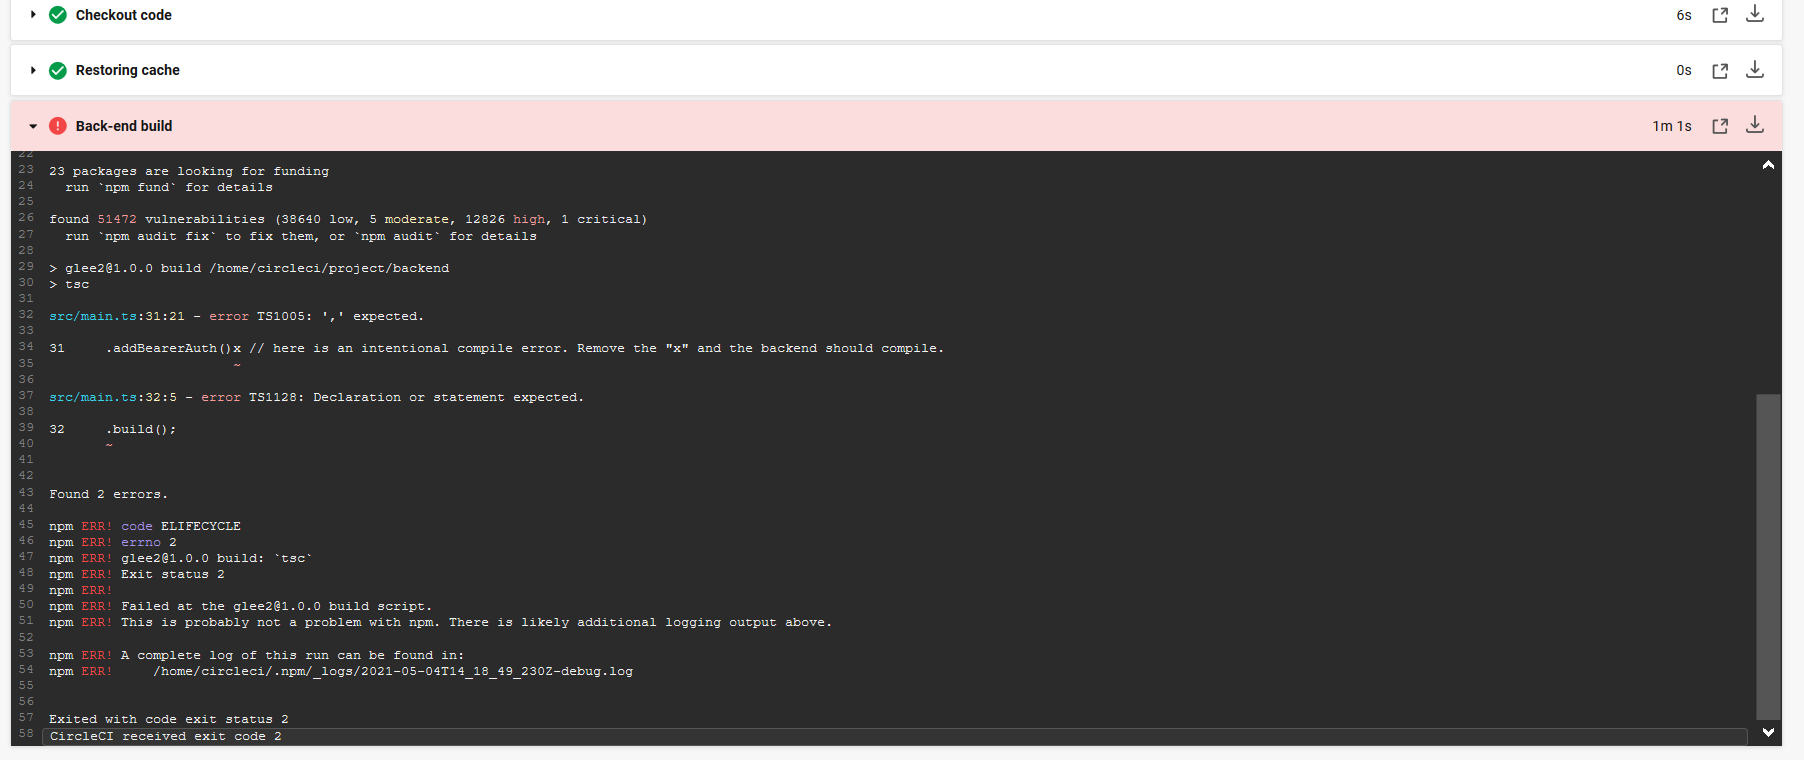 Checkout code 6s
Restoring cache 0s
Back-end build 1m 1s
22
23 23 packages are looking for funding
24   run `npm fund` for details
25
26 found 51472 vulnerabilities (38640 low, 5 moderate, 12826 high, 1 critical)
27   run `npm audit fix` to fix them, or `npm audit` for details
28
29 > glee2@1.0.0 build /home/circleci/project/backend
30 > tsc
31
32 src/main.ts:31:21 - error TS1005: ',' expected.
33
34 31     .addBearerAuth()x // here is an intentional compile error. Remove the "x" and the backend should compile.
35                        ~
36
37 src/main.ts:32:5 - error TS1128: Declaration or statement expected.
38
39 32     .build();
40        ~
41
42
43 Found 2 errors.
44
45 npm ERR! code ELIFECYCLE
46 npm ERR! errno 2
47 npm ERR! glee2@1.0.0 build: `tsc`
48 npm ERR! Exit status 2
49 npm ERR!
50 npm ERR! Failed at the glee2@1.0.0 build script.
51 npm ERR! This is probably not a problem with npm. There is likely additional logging output above.
52
53 npm ERR! A complete log of this run can be found in:
54 npm ERR!     /home/circleci/.npm/_logs/2021-05-04T14_18_49_230Z-debug.log
55
56
57 Exited with code exit status 2
58 CircleCI received exit code 2